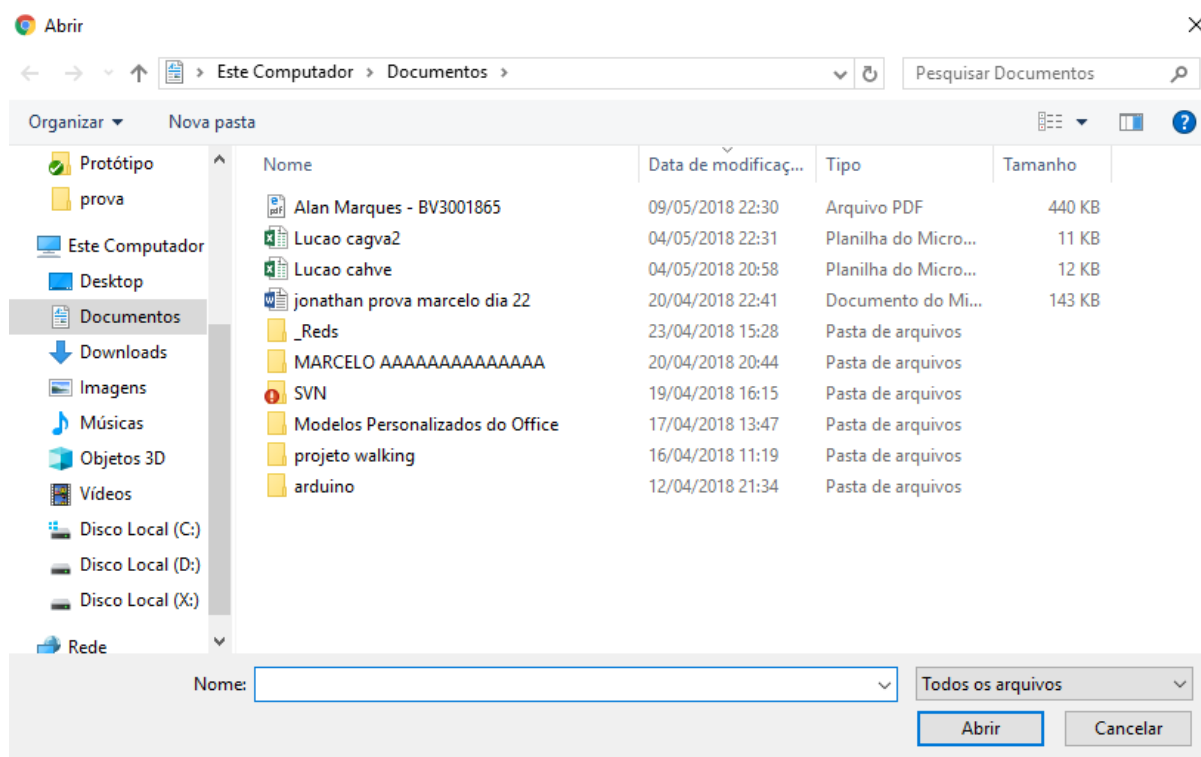 Abrir
Este Computador > Documentos >
Pesquisar Documentos
Organizar
Nova pasta
Protótipo
prova
Este Computador
Desktop
Documentos
Downloads
Imagens
Músicas
Objetos 3D
Vídeos
Disco Local (C:)
Disco Local (D:)
Disco Local (X:)
Rede
Nome Data de modificaç... Tipo Tamanho
Alan Marques - BV3001865 09/05/2018 22:30 Arquivo PDF 440 KB
Lucao cagva2 04/05/2018 22:31 Planilha do Micro... 11 KB
Lucao cahve 04/05/2018 20:58 Planilha do Micro... 12 KB
jonathan prova marcelo dia 22 20/04/2018 22:41 Documento do Mi... 143 KB
_Reds 23/04/2018 15:28 Pasta de arquivos
MARCELO AAAAAAAAAAAAAA 20/04/2018 20:44 Pasta de arquivos
SVN 19/04/2018 16:15 Pasta de arquivos
Modelos Personalizados do Office 17/04/2018 13:47 Pasta de arquivos
projeto walking 16/04/2018 11:19 Pasta de arquivos
arduino 12/04/2018 21:34 Pasta de arquivos
Nome:
Todos os arquivos
Abrir
Cancelar